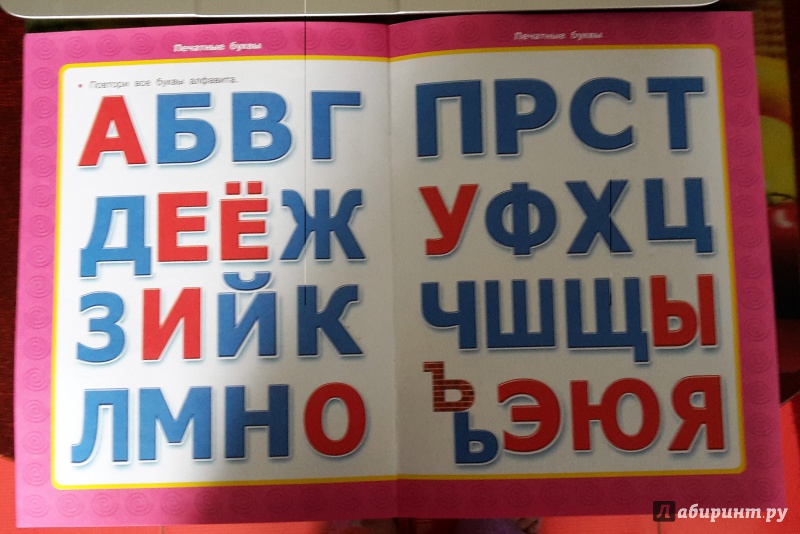 Печатные буквы
• Повтори все буквы алфавита.
АБВГ
ДЕЁЖ
ЗИЙК
ЛМНО
Печатные буквы
ПРСТ
УФХЦ
ЧШЩЫ
ЪЬЭЮЯ
Лабиринт.ру